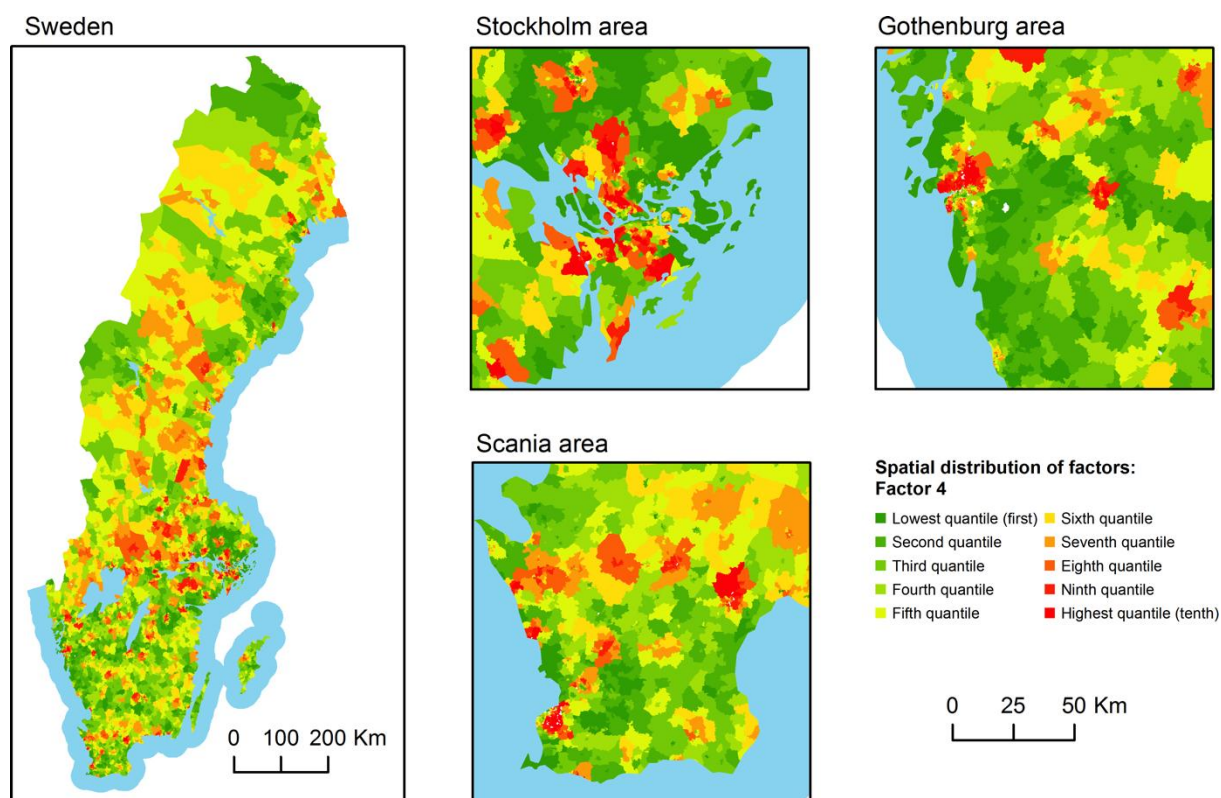 Sweden
Stockholm area
Gothenburg area
Scania area
0 100 200 Km
Spatial distribution of factors:
Factor 4
Lowest quantile (first)
Second quantile
Third quantile
Fourth quantile
Fifth quantile
Sixth quantile
Seventh quantile
Eighth quantile
Ninth quantile
Highest quantile (tenth)
0 25 50 Km